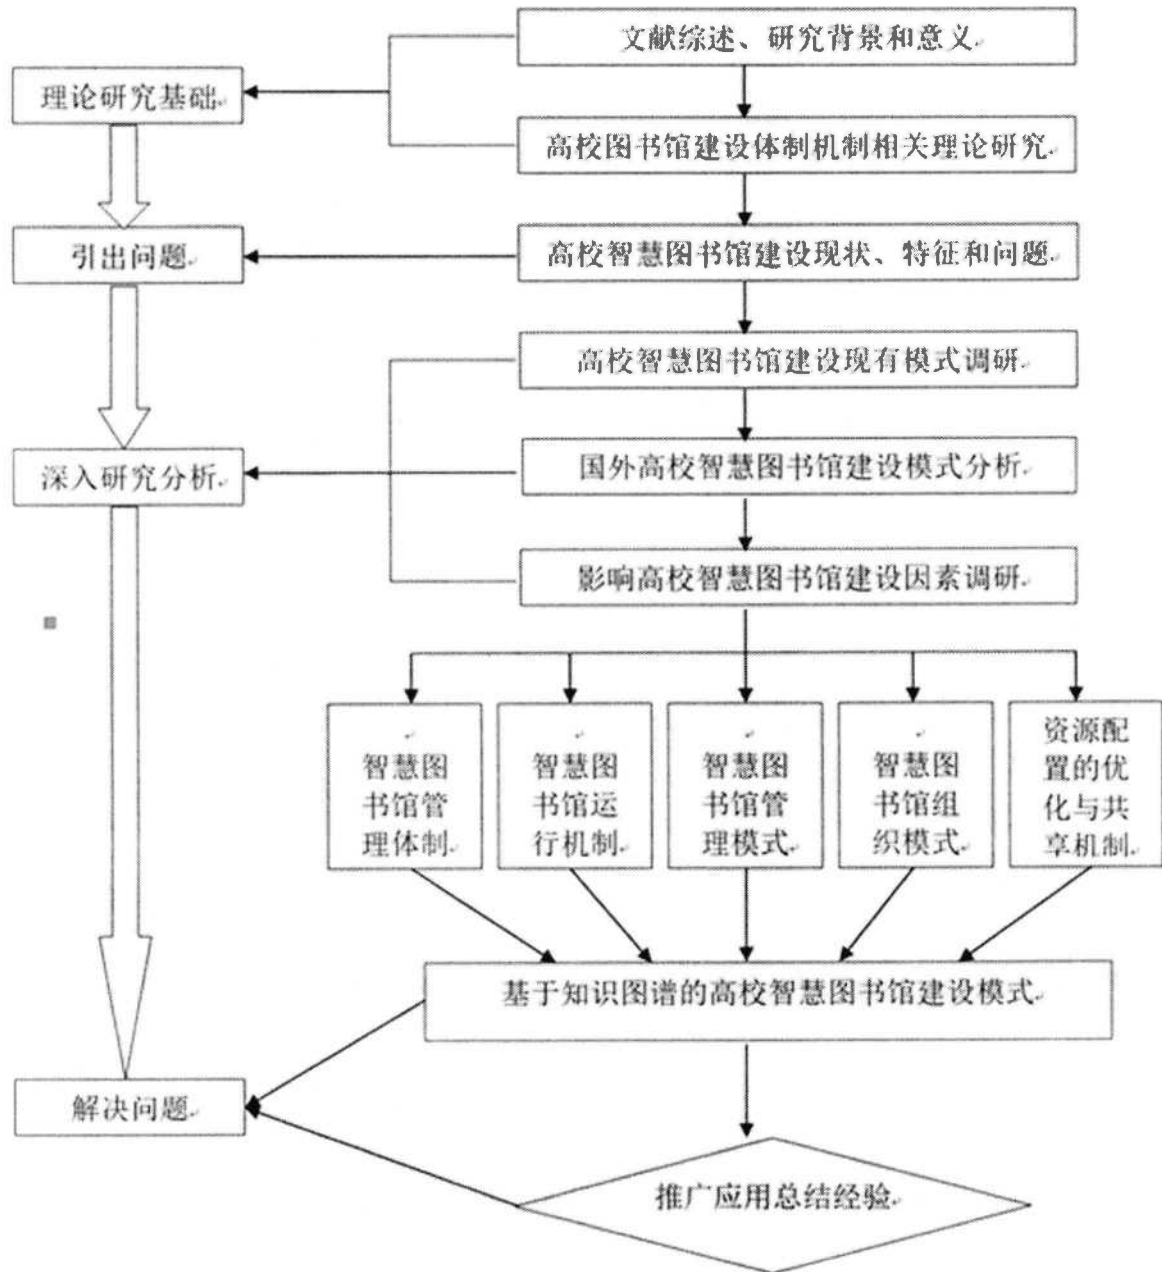 文献综述、研究背景和意义
理论研究基础
高校图书馆建设体制机制相关理论研究
引出问题
高校智慧图书馆建设现状、特征和问题
高校智慧图书馆建设现有模式调研
深入研究分析
国外高校智慧图书馆建设模式分析
影响高校智慧图书馆建设因素调研
智慧图
书馆管
理体制
智慧图
书馆运
行机制
智慧图
书馆管
理模式
智慧图
书馆组
织模式
资源配
置的优
化与共
享机制
基于知识图谱的高校智慧图书馆建设模式
解决问题
推广应用总结经验